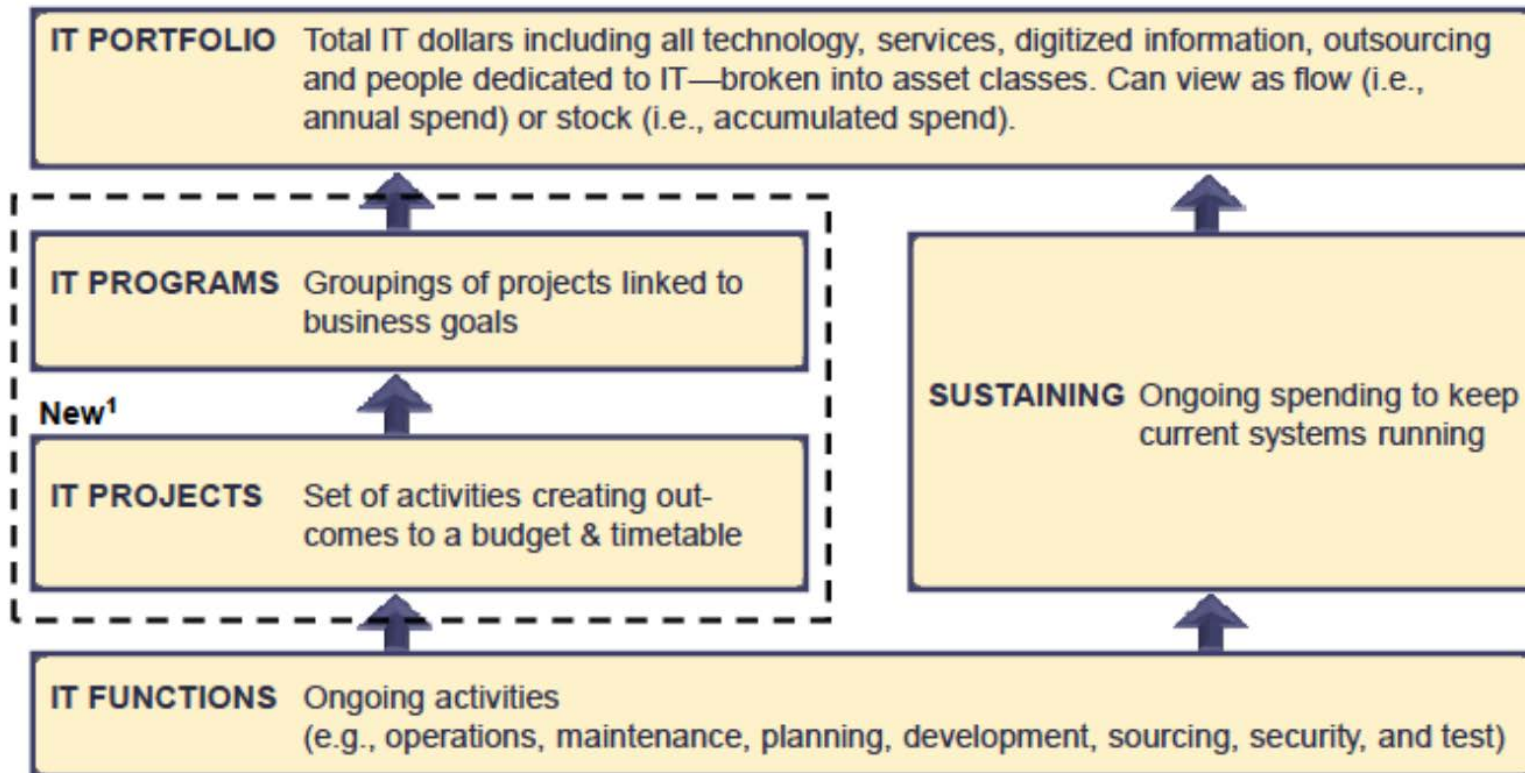 IT PORTFOLIO Total IT dollars including all technology, services, digitized information, outsourcing
and people dedicated to IT—broken into asset classes. Can view as flow (i.e.,
annual spend) or stock (i.e., accumulated spend).
IT PROGRAMS Groupings of projects linked to
business goals
New¹
IT PROJECTS Set of activities creating out-
comes to a budget & timetable
SUSTAINING Ongoing spending to keep
current systems running
IT FUNCTIONS Ongoing activities
(e.g., operations, maintenance, planning, development, sourcing, security, and test)